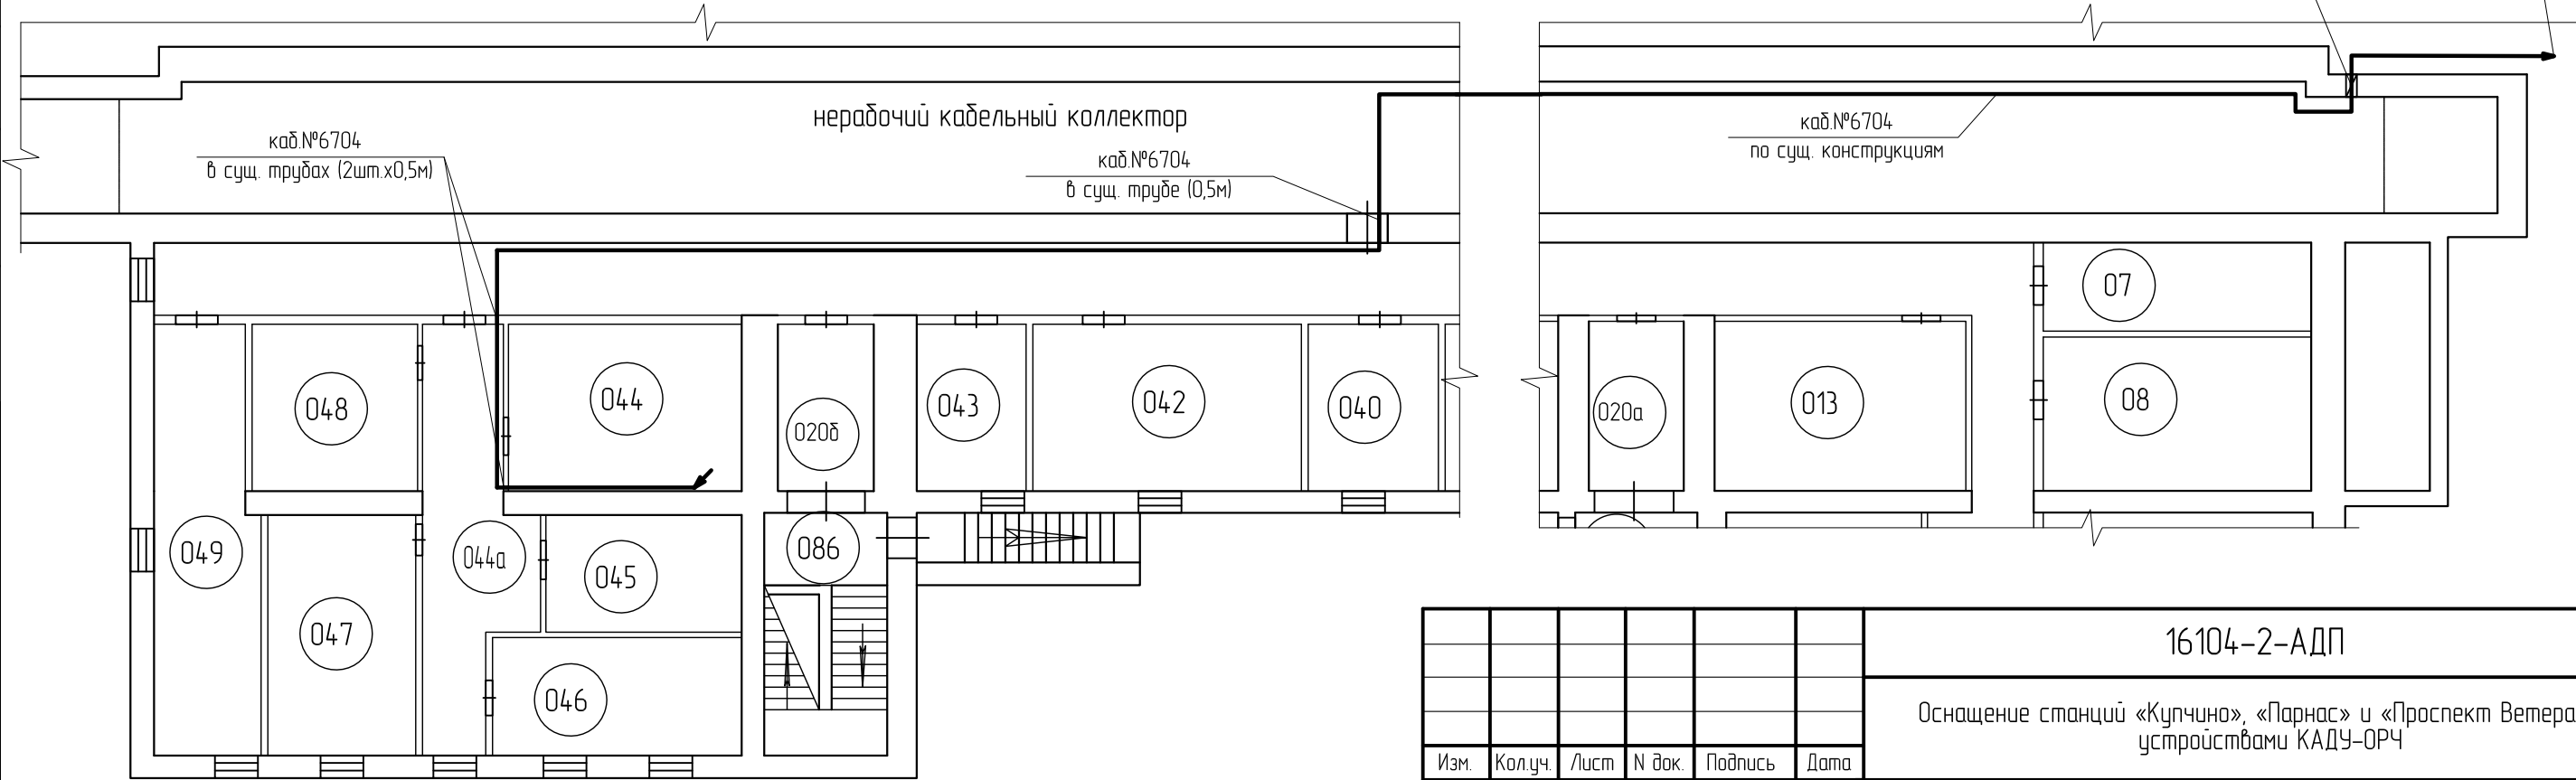 нерабочий кабельный коллектор
каб.№6704
в сущ. трубах (2шт.х0,5м)
каб.№6704
в сущ. трубе (0,5м)
каб.№6704
по сущ. конструкциям
07
048
044
020б
043
042
040
020а
013
08
049
044а
045
086
047
046
16104-2-АДП
Оснащение станций «Купчино», «Парнас» и «Проспект Ветера
устройствами КАДУ-ОРЧ
Изм. Кол.уч. Лист N док. Подпись Дата